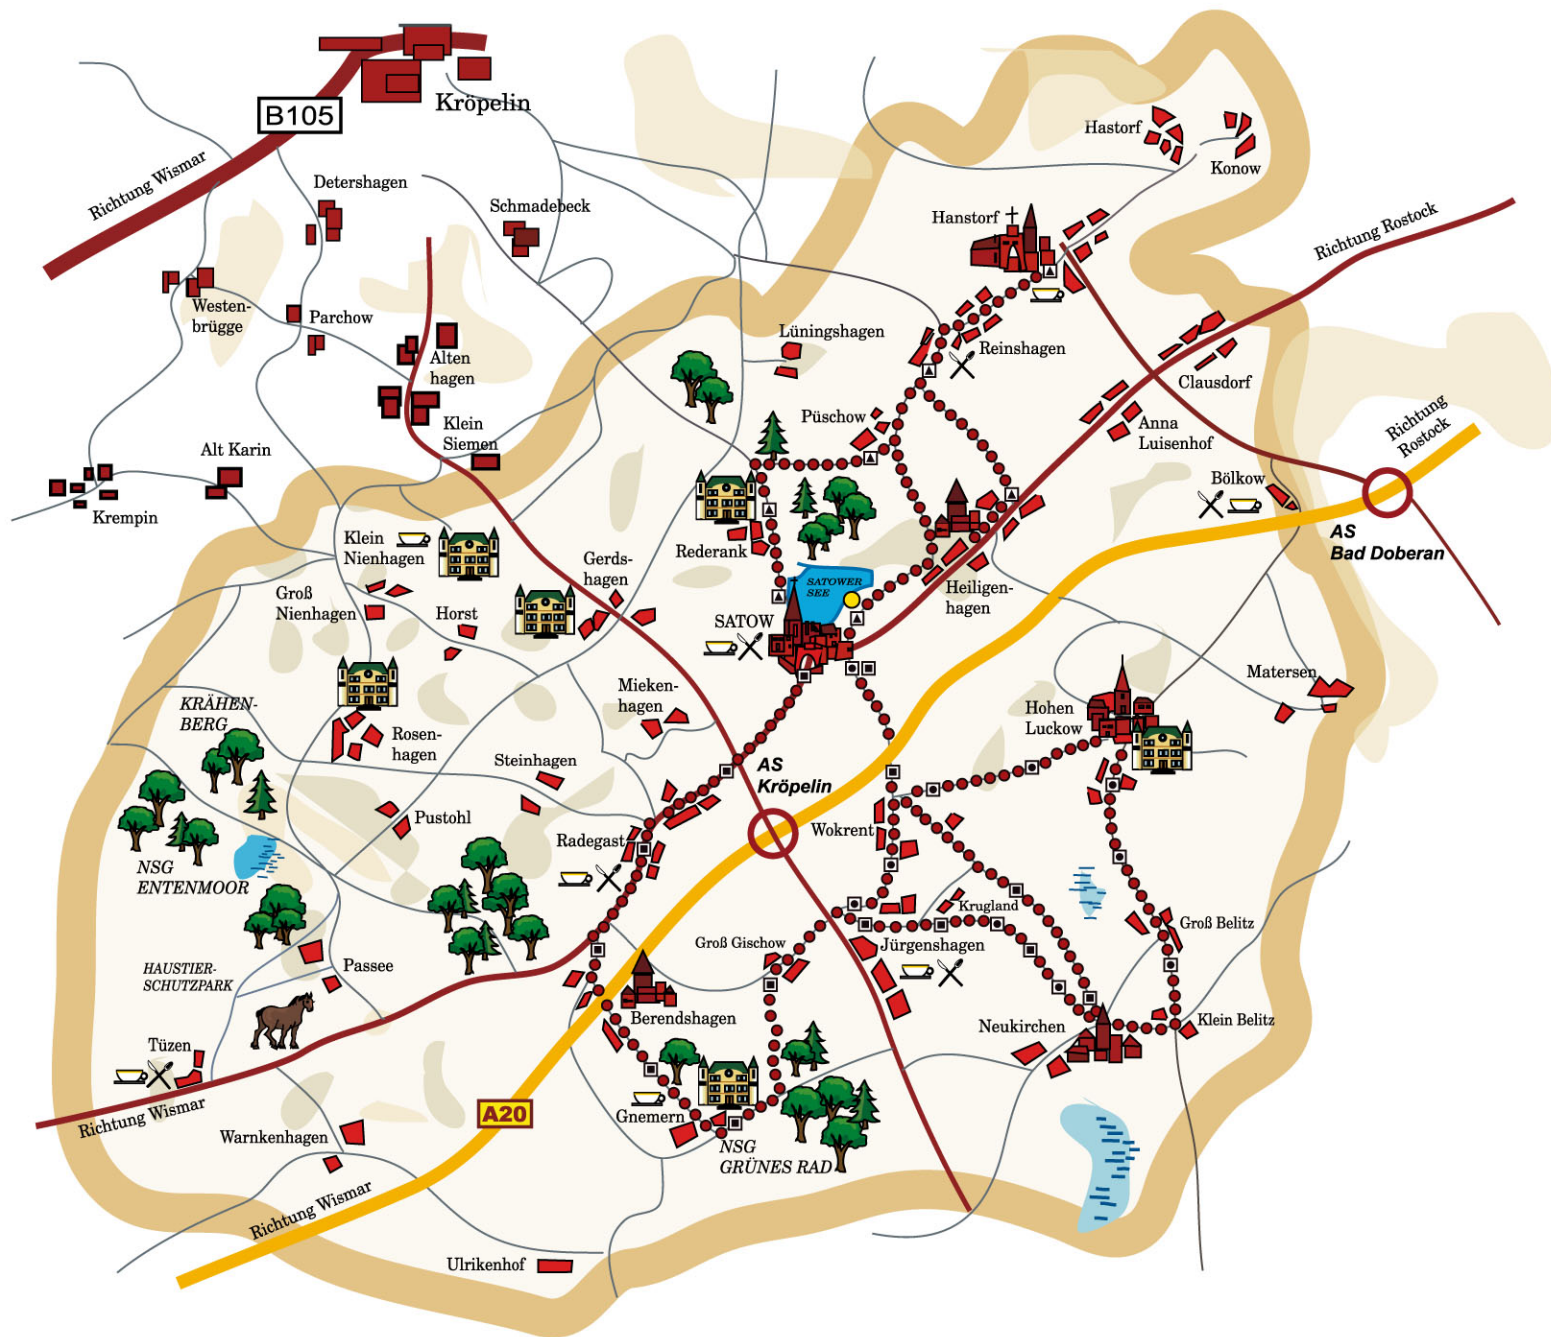 Kröpelin
B105
Richtung Wismar
Detershagen
Schmadebeck
Hastorf
Konow
Hanstorf
Richtung Rostock
Westen-
brügge
Parchow
Alten
hagen
Lüningshagen
Reinshagen
Clausdorf
Klein
Siemen
Püschow
Anna
Luisenhof
Richtung
Rostock
Alt Karin
Krempin
Bölkow
AS
Bad Doberan
Klein
Nienhagen
Rederank
Gerds-
hagen
Groß
Nienhagen
Horst
SATOWER
SEE
Heiligen-
hagen
SATOW
KRÄHEN-
BERG
Mieken-
hagen
Hohen
Luckow
Matersen
Rosen-
hagen
Steinhagen
AS
Kröpelin
Pustohl
Radegast
Wokrent
NSG
ENTENMOOR
Krugland
Groß Belitz
Groß Gischow
Jürgenshagen
HAUSTIER-
SCHUTZPARK
Passee
Berendshagen
Neukirchen
Klein Belitz
Tüzen
Richtung Wismar
A20
Gnemern
Warnkenhagen
NSG
GRÜNES RAD
Richtung Wismar
Ulrikenhof